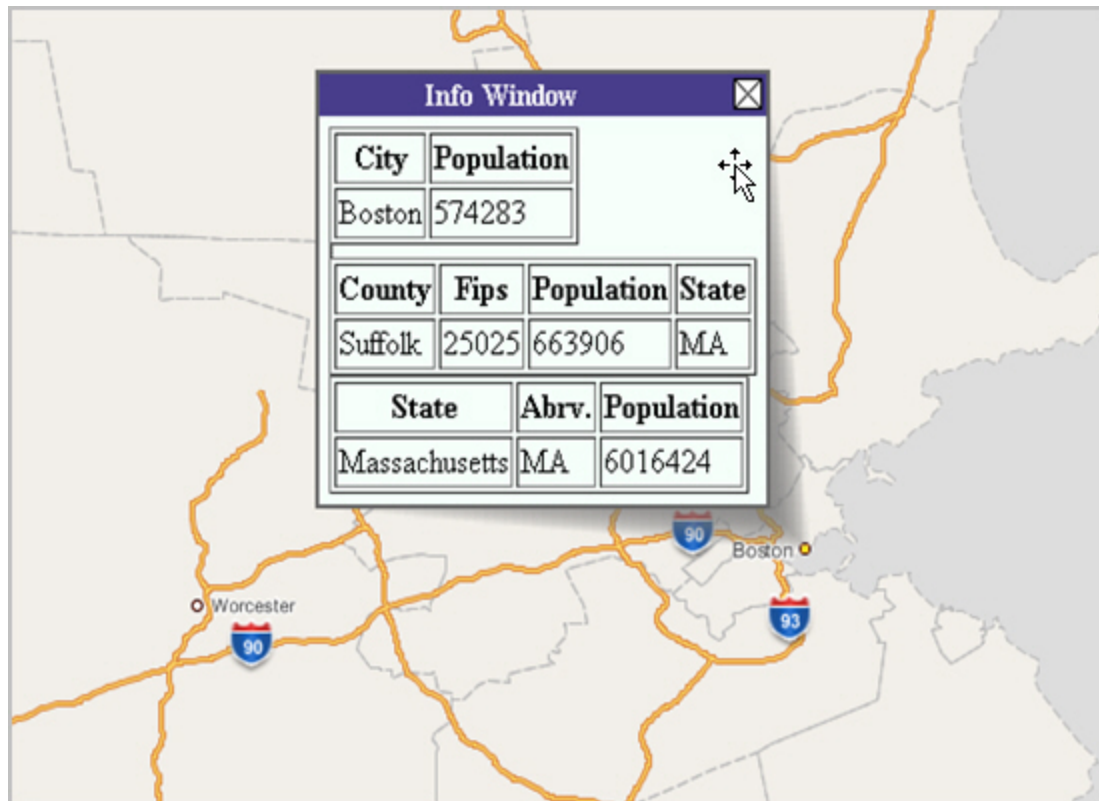 Info Window
City Population
Boston 574283
County Fips Population State
Suffolk 25025 663906 MA
State Abrv. Population
Massachusetts MA 6016424
90
Boston
Worcester
93
90